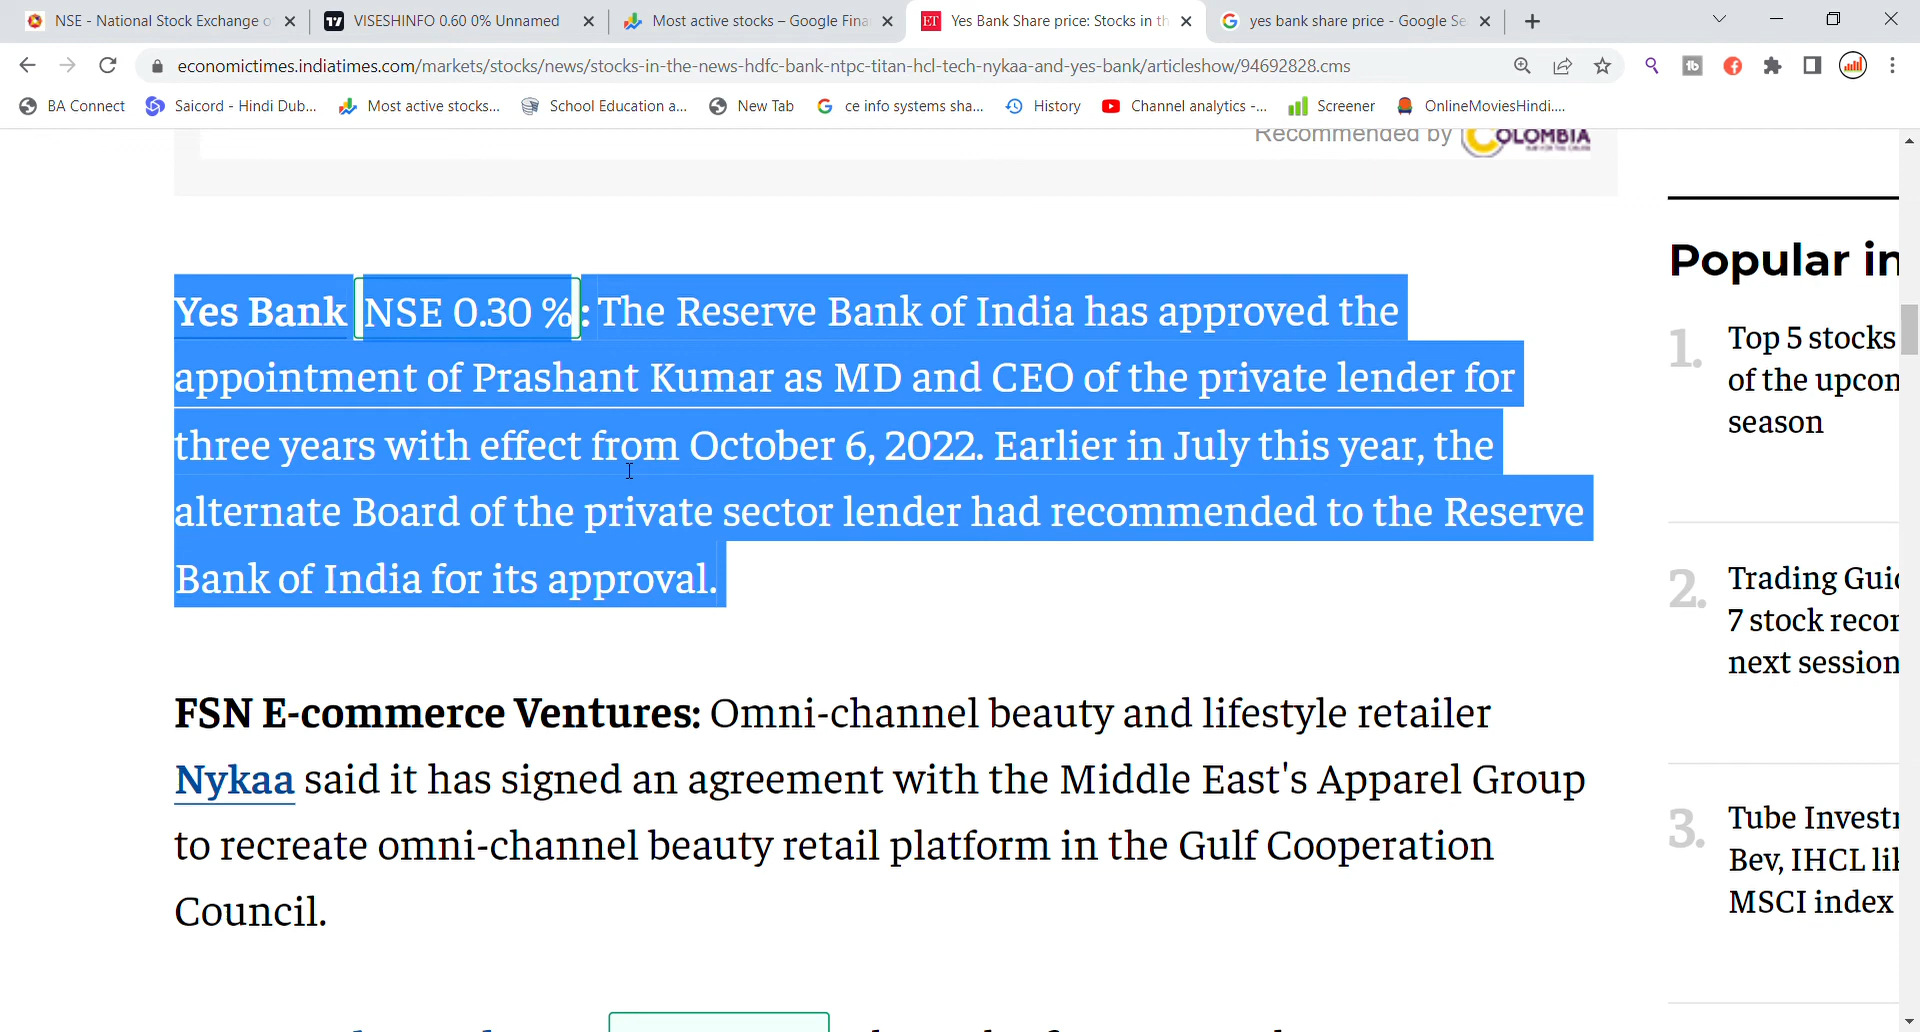 NSE - National Stock Exchange o
VISESHINFO 0.60 0% Unnamed
Most active stocks – Google Fina
ET Yes Bank Share price: Stocks in th
yes bank share price - Google Se
economictimes.indiatimes.com/markets/stocks/news/stocks-in-the-news-hdfc-bank-ntpc-titan-hcl-tech-nykaa-and-yes-bank/articleshow/94692828.cms
BA Connect
Saicord - Hindi Dub...
Most active stocks...
School Education a...
New Tab
ce info systems sha...
History
Channel analytics -...
Screener
OnlineMoviesHindi....
Recommended by COLOMBIA
Yes Bank NSE 0.30 %: The Reserve Bank of India has approved the
appointment of Prashant Kumar as MD and CEO of the private lender for
three years with effect from October 6, 2022. Earlier in July this year, the
alternate Board of the private sector lender had recommended to the Reserve
Bank of India for its approval.
FSN E-commerce Ventures: Omni-channel beauty and lifestyle retailer
Nykaa said it has signed an agreement with the Middle East's Apparel Group
to recreate omni-channel beauty retail platform in the Gulf Cooperation
Council.
Popular in
1. Top 5 stocks
of the upcom
season
2. Trading Guid
7 stock recom
next session
3. Tube Investm
Bev, IHCL lik
MSCI index